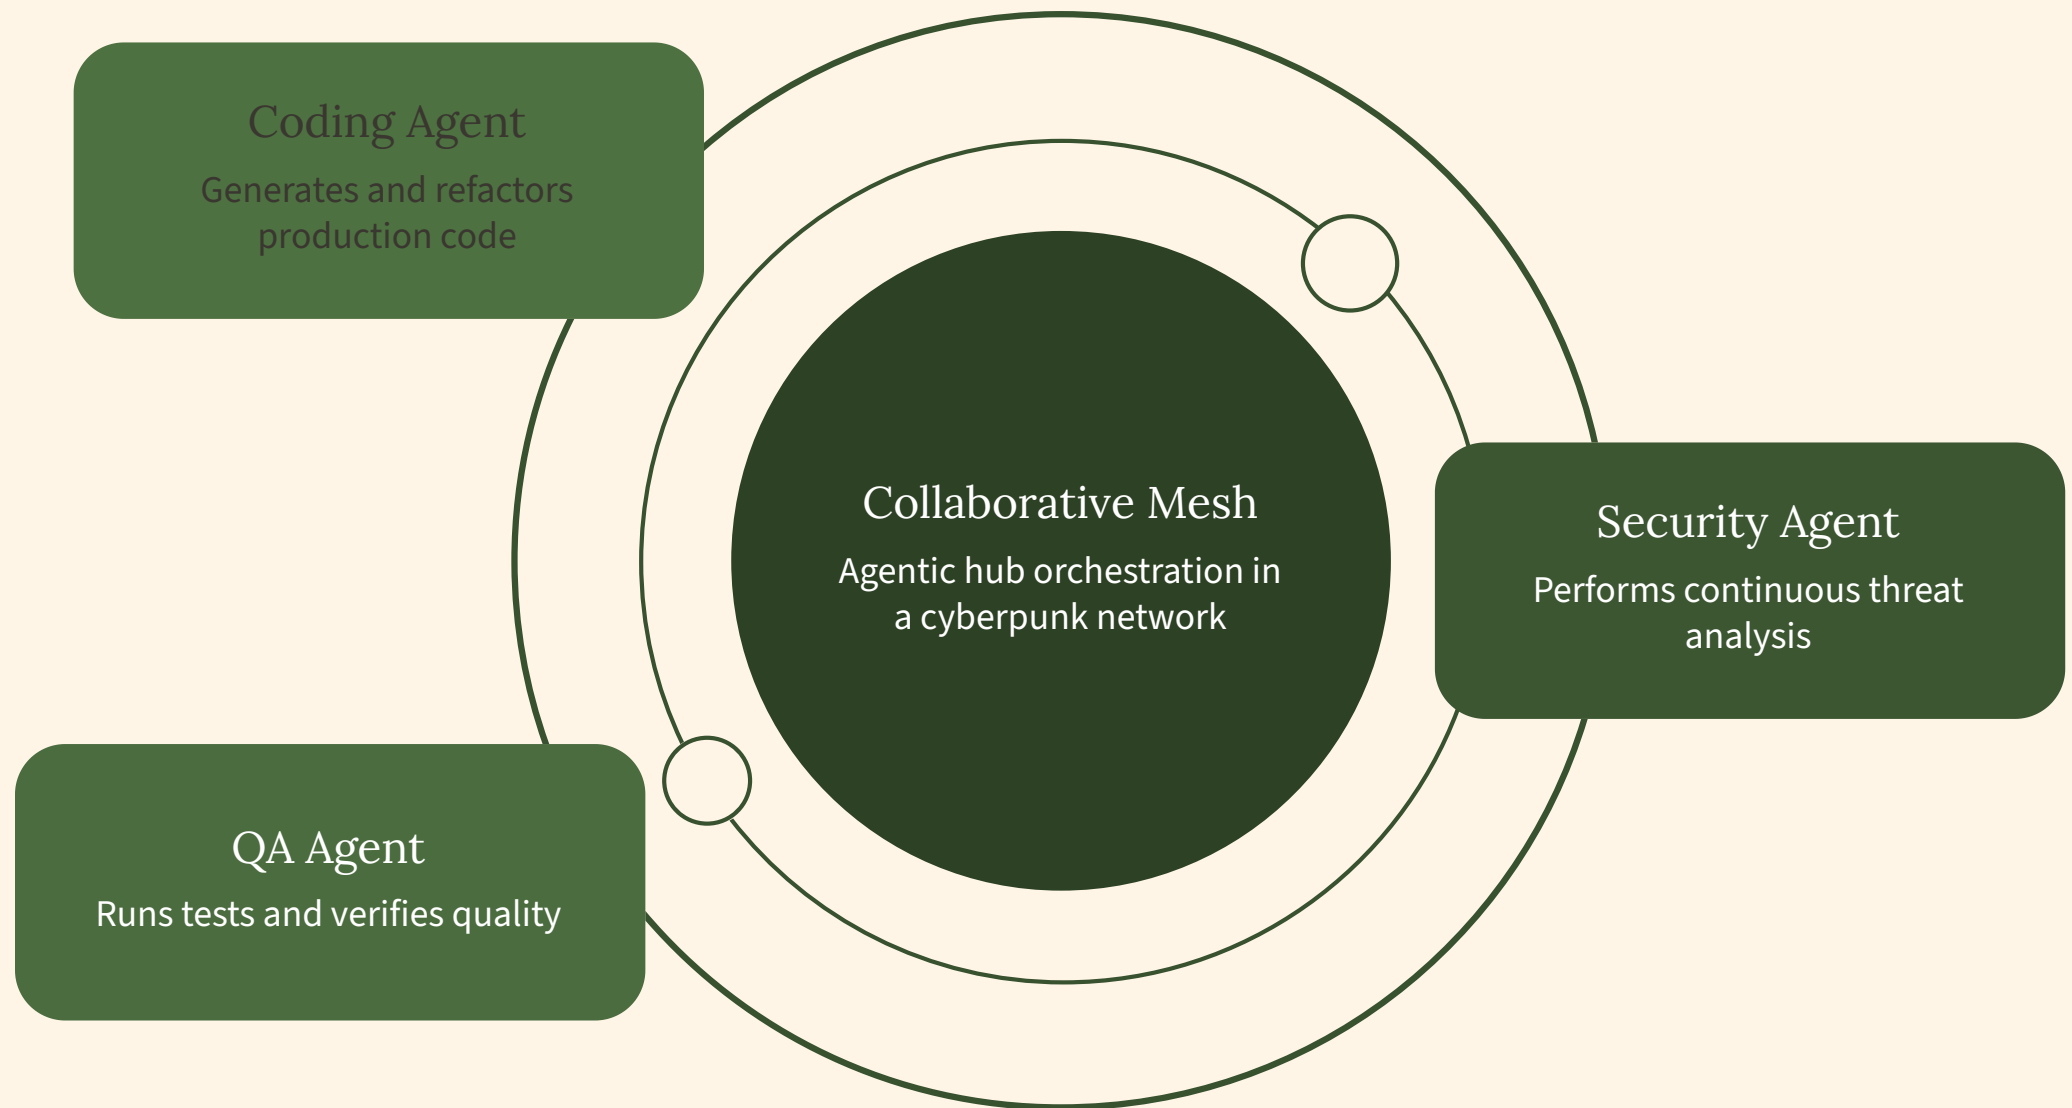 Coding Agent
Generates and refactors
production code
Collaborative Mesh
Agentic hub orchestration in
a cyberpunk network
Security Agent
Performs continuous threat
analysis
QA Agent
Runs tests and verifies quality